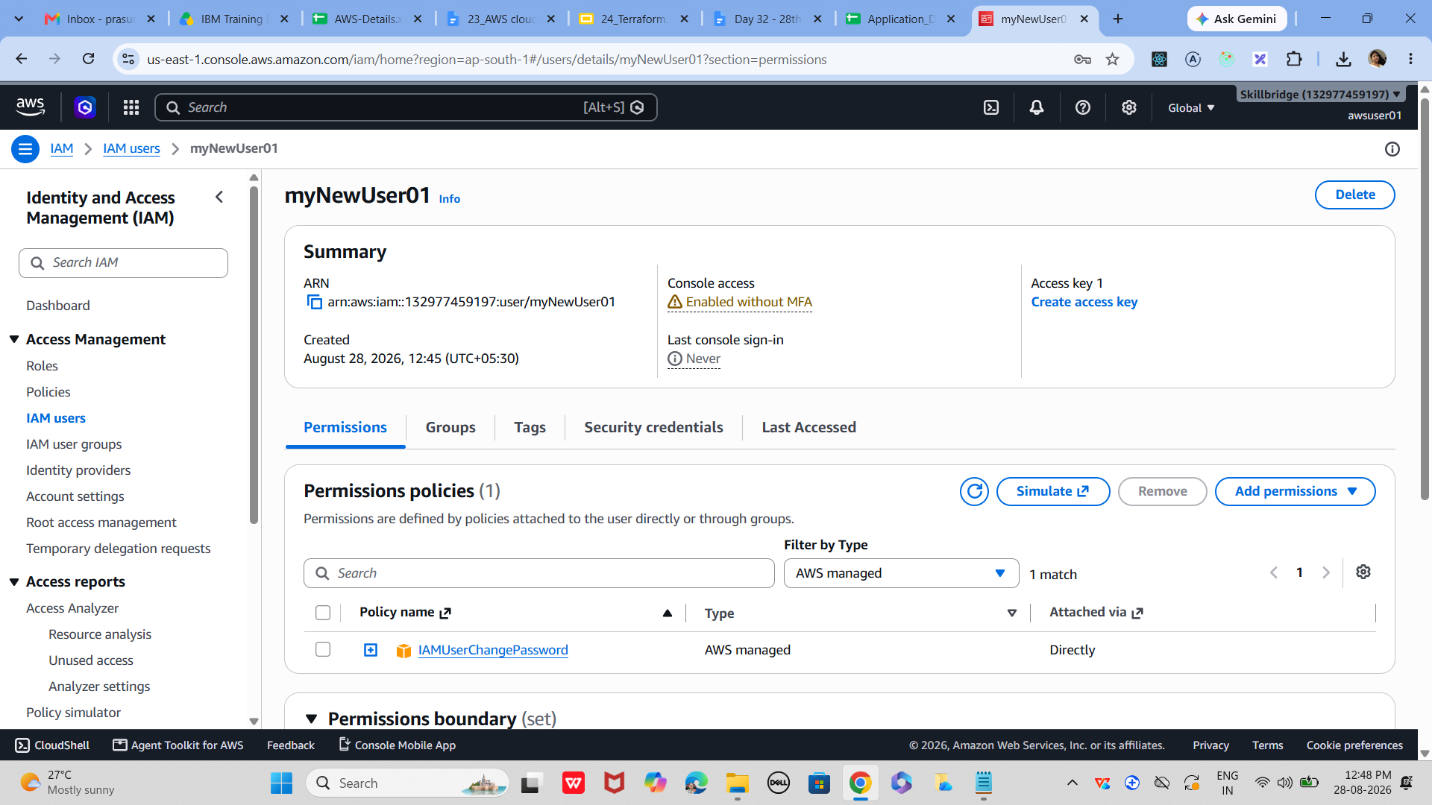 Inbox - prasu
IBM Training
AWS-Details.x
23_AWS clou
24_Terraform.
Day 32 - 28th
Application_D
myNewUser0
Ask Gemini
us-east-1.console.aws.amazon.com/iam/home?region=ap-south-1#/users/details/myNewUser01?section=permissions
aws
Search
[Alt+S]
Global
Skillbridge (132977459197)
awsuser01
IAM
IAM users
myNewUser01
Identity and Access
Management (IAM)
Search IAM
Dashboard
Access Management
Roles
Policies
IAM users
IAM user groups
Identity providers
Account settings
Root access management
Temporary delegation requests
Access reports
Access Analyzer
Resource analysis
Unused access
Analyzer settings
Policy simulator
myNewUser01 Info
Delete
Summary
ARN
arn:aws:iam::132977459197:user/myNewUser01
Created
August 28, 2026, 12:45 (UTC+05:30)
Console access
Enabled without MFA
Last console sign-in
Never
Access key 1
Create access key
Permissions
Groups
Tags
Security credentials
Last Accessed
Permissions policies (1)
Simulate
Remove
Add permissions
Permissions are defined by policies attached to the user directly or through groups.
Filter by Type
Search
AWS managed
1 match
1
Policy name
Type
Attached via
IAMUserChangePassword
AWS managed
Directly
Permissions boundary (set)
CloudShell
Agent Toolkit for AWS
Feedback
Console Mobile App
© 2026, Amazon Web Services, Inc. or its affiliates.
Privacy
Terms
Cookie preferences
27°C
Mostly sunny
Search
DELL
ENG
IN
12:48 PM
28-08-2026